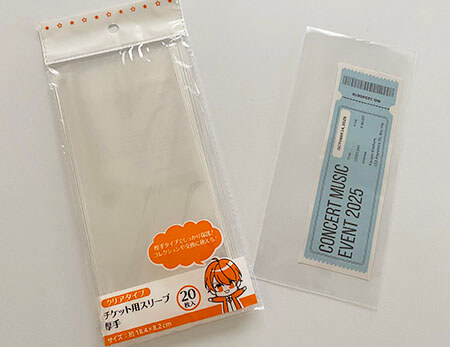 厚手タイプでしっかり保護!
コレクションや交換に使える!
クリアタイプ
チケット用スリーブ
厚手
20
枚入
サイズ:約18.4×8.2cm
CONCERT MUSIC
EVENT 2025
OCTOBER 14, 2025